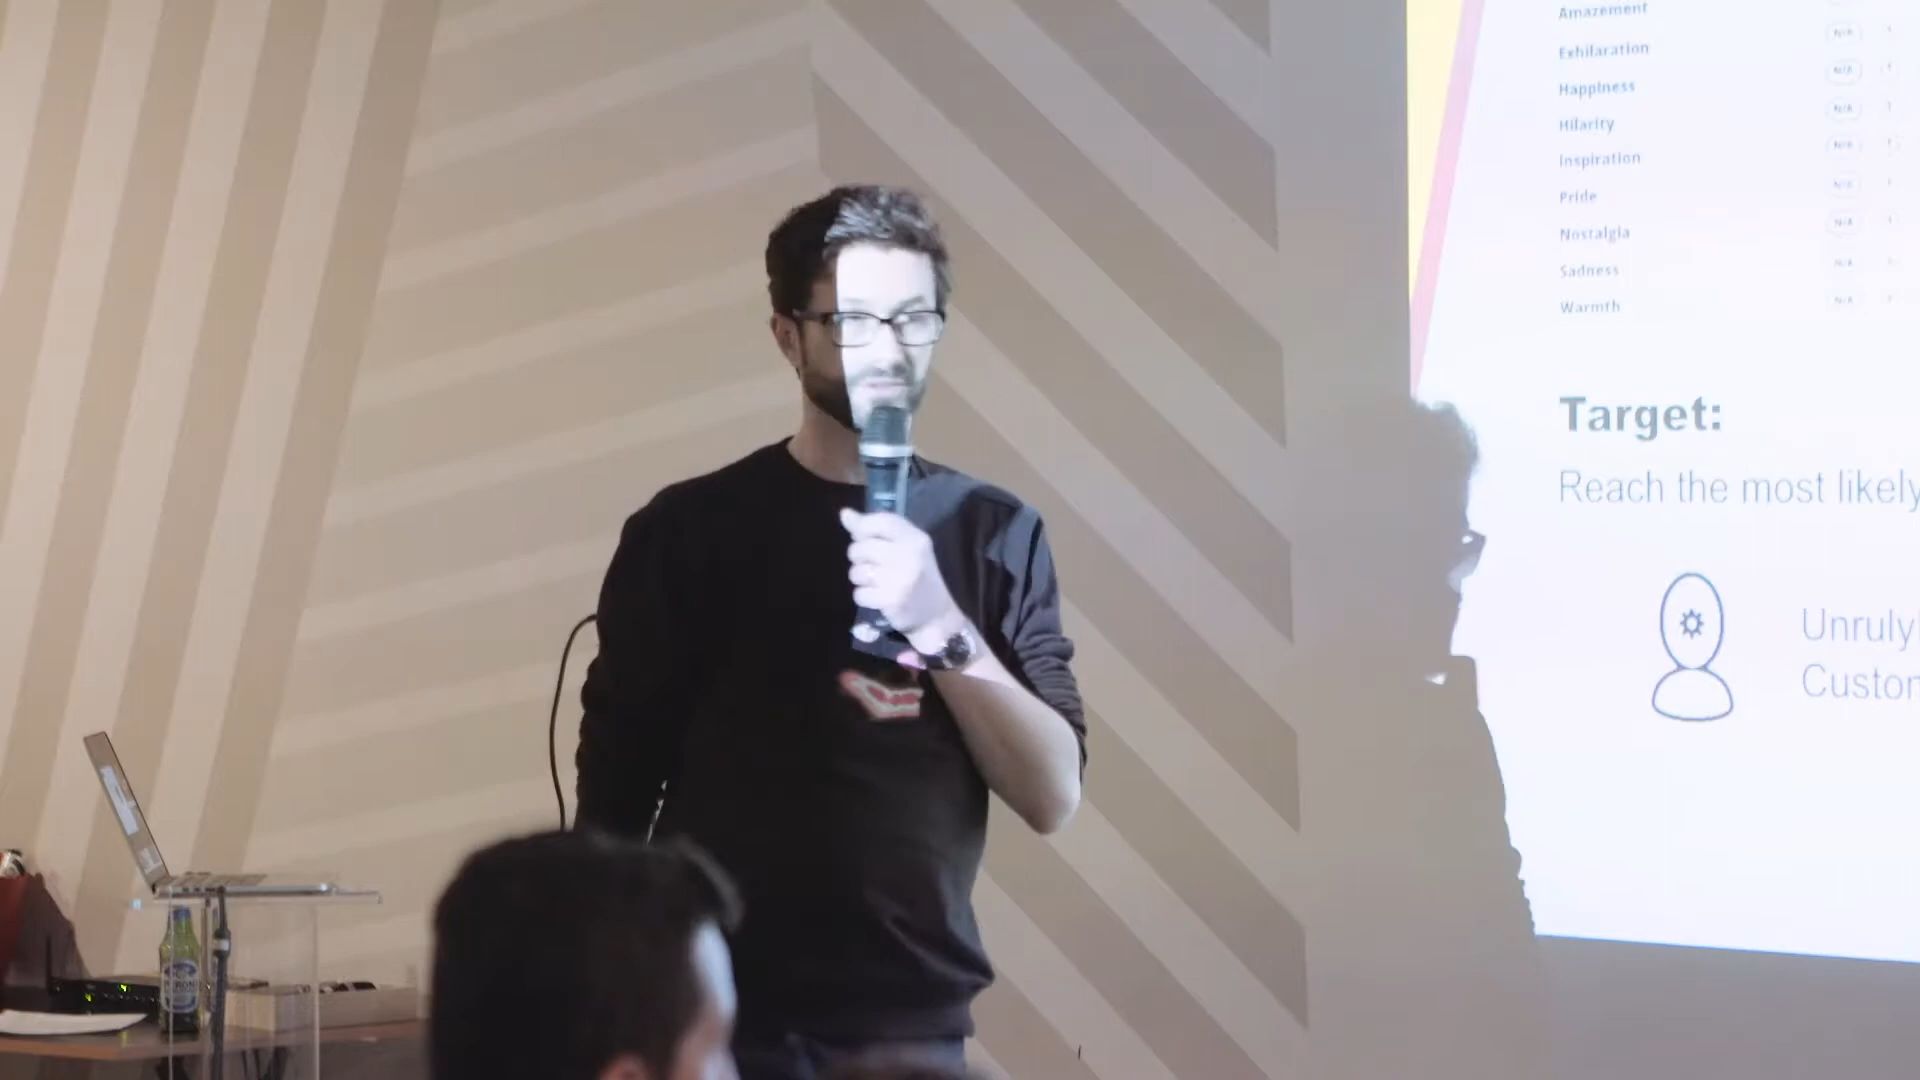 Amazement
Exhilaration
N/A
Happiness
N/A
Hilarity
N/A
Inspiration
N/A
Pride
N/A
Nostalgia
N/A
Sadness
N/A
Warmth
N/A
Target:
Reach the most likely
Unruly
Custom